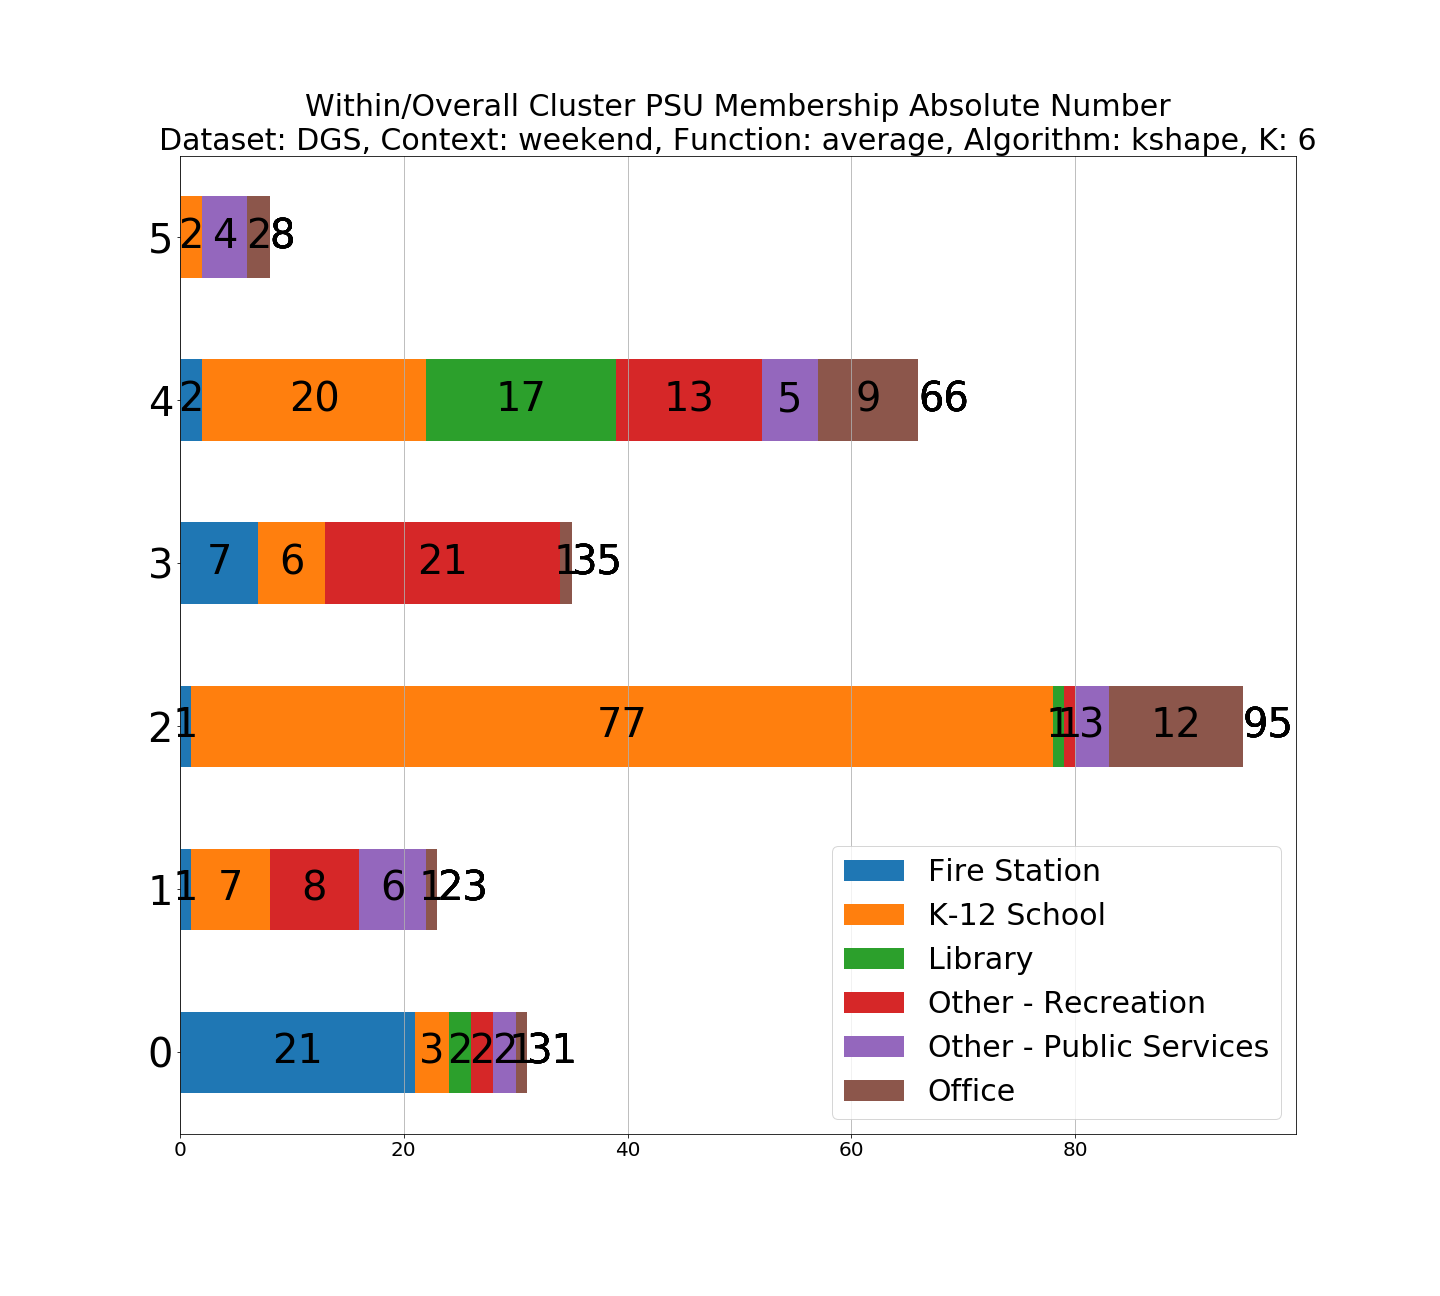 Within/Overall Cluster PSU Membership Absolute Number
Dataset: DGS, Context: weekend, Function: average, Algorithm: kshape, K: 6
5 2 4 2 8
4 2 20 17 13 5 9 66
3 7 6 21 1 35
2 1 77 1 1 3 12 95
1 1 7 8 6 1 23
0 21 3 2 2 2 1 31
Fire Station
K-12 School
Library
Other - Recreation
Other - Public Services
Office
0 20 40 60 80